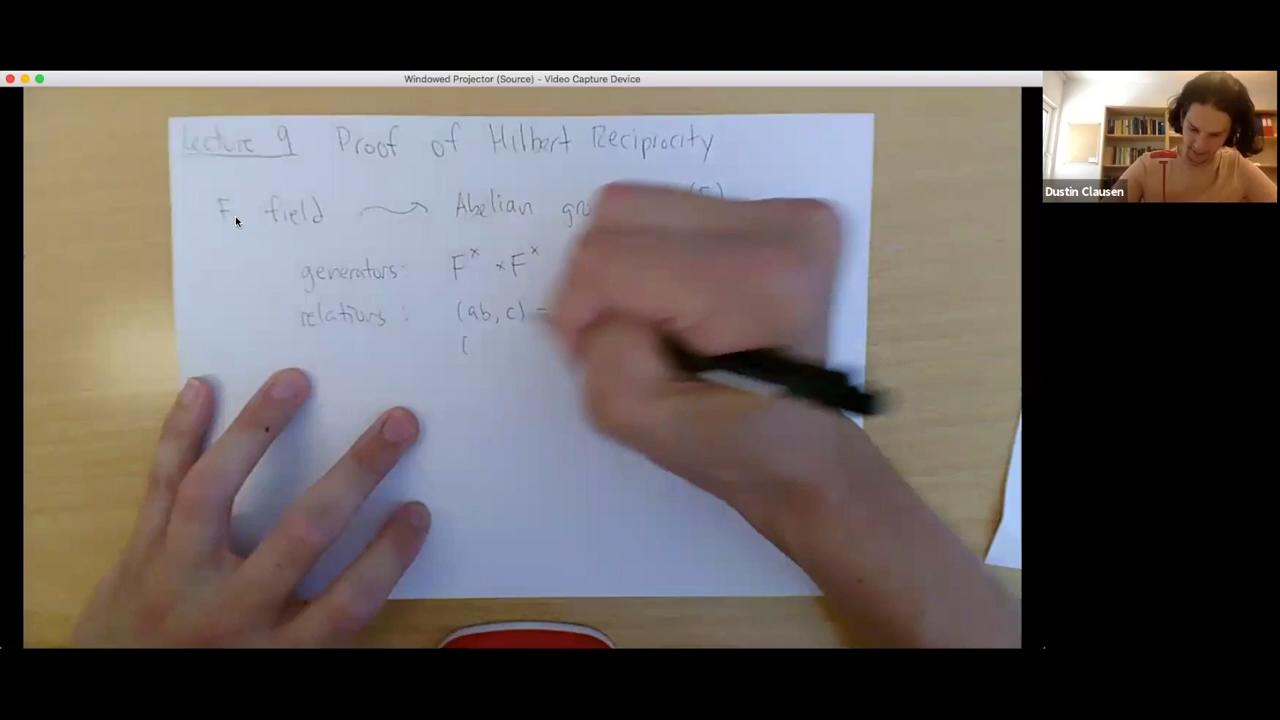 Windowed Projector (Source) - Video Capture Device
Lecture 9 Proof of Hilbert Reciprocity
F field ⇝ Abelian (F)
generators: F^× × F^×
relations: (ab, c) -
(
Dustin Clausen